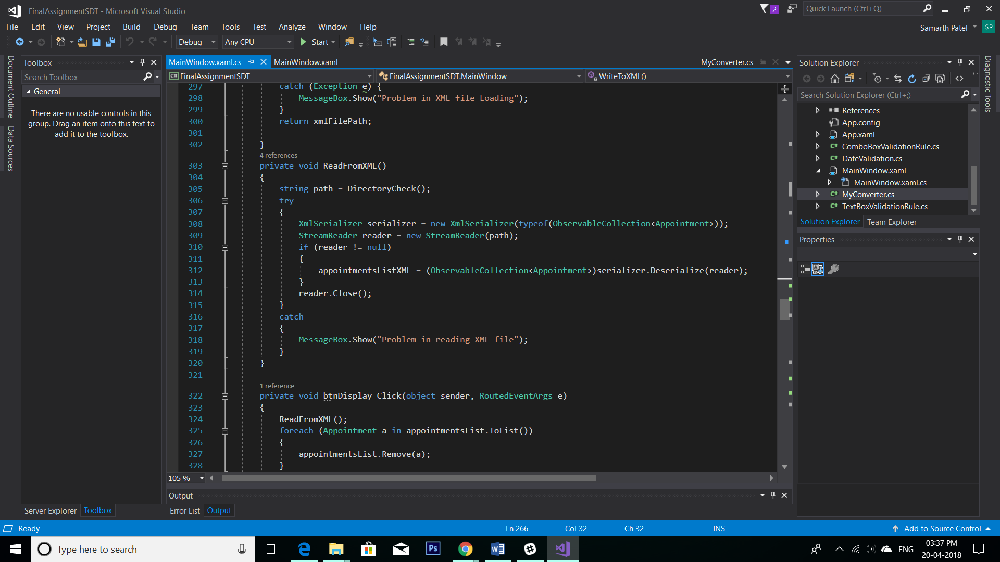 FinalAssignmentSDT - Microsoft Visual Studio
2
Quick Launch (Ctrl+Q)
File Edit View Project Build Debug Team Tools Test Analyze Window Help
Samarth Patel SP
Debug Any CPU Start
Document Outline
Data Sources
Toolbox
Search Toolbox
General
There are no usable controls in this
group. Drag an item onto this text to
add it to the toolbox.
Server Explorer Toolbox
MainWindow.xaml.cs MainWindow.xaml MyConverter.cs
C# FinalAssignmentSDT FinalAssignmentSDT.MainWindow WriteToXML()
297 catch (Exception e) {
298 MessageBox.Show("Problem in XML file Loading");
299 }
300 return xmlFilePath;
301
302 }
4 references
303 private void ReadFromXML()
304 {
305 string path = DirectoryCheck();
306 try
307 {
308 XmlSerializer serializer = new XmlSerializer(typeof(ObservableCollection<Appointment>));
309 StreamReader reader = new StreamReader(path);
310 if (reader != null)
311 {
312 appointmentsListXML = (ObservableCollection<Appointment>)serializer.Deserialize(reader);
313 }
314 reader.Close();
315 }
316 catch
317 {
318 MessageBox.Show("Problem in reading XML file");
319 }
320 }
321
1 reference
322 private void btnDisplay_Click(object sender, RoutedEventArgs e)
323 {
324 ReadFromXML();
325 foreach (Appointment a in appointmentsList.ToList())
326 {
327 appointmentsList.Remove(a);
328 }
105 %
Output
Error List Output
Solution Explorer
Search Solution Explorer (Ctrl+;)
References
App.config
App.xaml
C# ComboBoxValidationRule.cs
C# DateValidation.cs
MainWindow.xaml
MainWindow.xaml.cs
C# MyConverter.cs
C# TextBoxValidationRule.cs
Solution Explorer Team Explorer
Properties
Diagnostic Tools
Ready Ln 266 Col 32 Ch 32 INS Add to Source Control
Type here to search
Ps
ENG
03:37 PM
20-04-2018